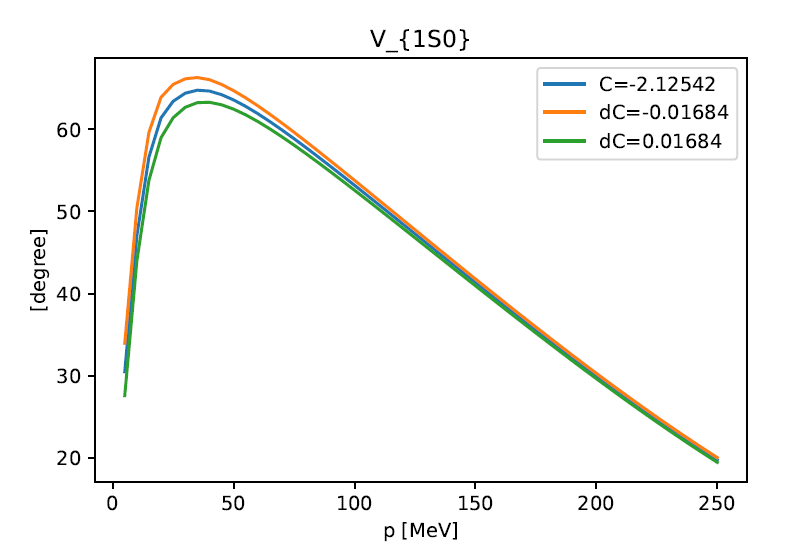 V_{1S0}
C=-2.12542
dC=-0.01684
dC=0.01684
[degree]
60
50
40
30
20
0 50 100 150 200 250
p [MeV]